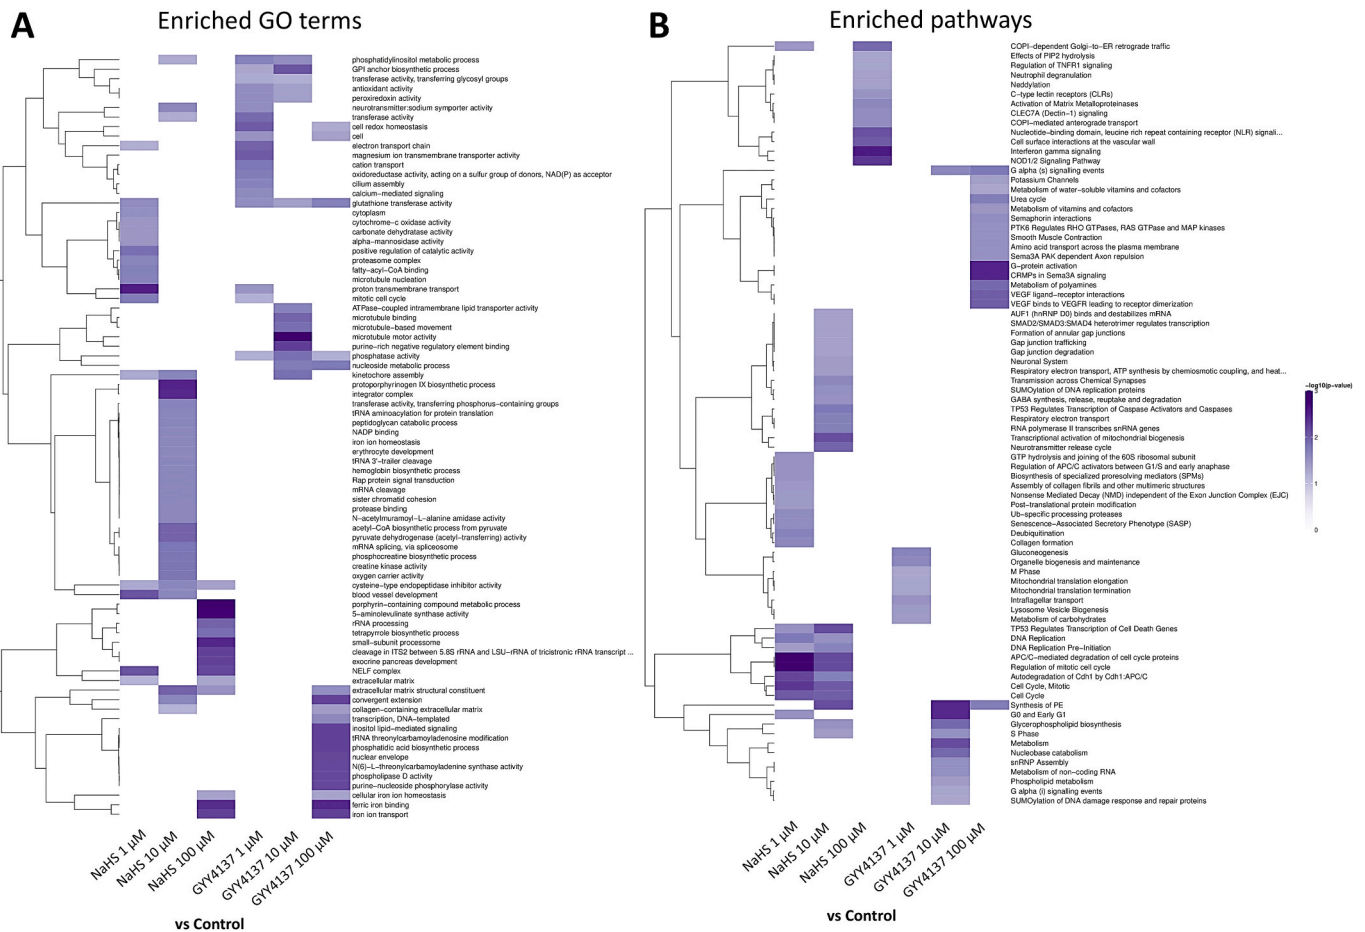 A
Enriched GO terms
phosphatidylinositol metabolic process
GPI anchor biosynthetic process
transferase activity, transferring glycosyl groups
antioxidant activity
peroxiredoxin activity
neurotransmitter:sodium symporter activity
transferase activity
cell redox homeostasis
cell
electron transport chain
magnesium ion transmembrane transporter activity
cation transport
oxidoreductase activity, acting on a sulfur group of donors, NAD(P) as acceptor
cilium assembly
calcium−mediated signaling
glutathione transferase activity
cytoplasm
cytochrome−c oxidase activity
carbonate dehydratase activity
alpha−mannosidase activity
positive regulation of catalytic activity
proteasome complex
fatty−acyl−CoA binding
microtubule nucleation
proton transmembrane transport
mitotic cell cycle
ATPase−coupled intramembrane lipid transporter activity
microtubule binding
microtubule−based movement
microtubule motor activity
purine−rich negative regulatory element binding
phosphatase activity
nucleoside metabolic process
kinetochore assembly
protoporphyrinogen IX biosynthetic process
integrator complex
transferase activity, transferring phosphorus−containing groups
tRNA aminoacylation for protein translation
peptidoglycan catabolic process
NADP binding
iron ion homeostasis
erythrocyte development
tRNA 3'−trailer cleavage
hemoglobin biosynthetic process
Rap protein signal transduction
mRNA cleavage
sister chromatid cohesion
protease binding
N−acetylmuramoyl−L−alanine amidase activity
acetyl−CoA biosynthetic process from pyruvate
pyruvate dehydrogenase (acetyl−transferring) activity
mRNA splicing, via spliceosome
phosphocreatine biosynthetic process
creatine kinase activity
oxygen carrier activity
cysteine−type endopeptidase inhibitor activity
blood vessel development
porphyrin−containing compound metabolic process
5−aminolevulinate synthase activity
rRNA processing
tetrapyrrole biosynthetic process
small−subunit processome
cleavage in ITS2 between 5.8S rRNA and LSU−rRNA of tricistronic rRNA transcript ...
exocrine pancreas development
NELF complex
extracellular matrix
extracellular matrix structural constituent
convergent extension
collagen−containing extracellular matrix
transcription, DNA−templated
inositol lipid−mediated signaling
tRNA threonylcarbamoyladenosine modification
phosphatidic acid biosynthetic process
nuclear envelope
N(6)−L−threonylcarbamoyladenine synthase activity
phospholipase D activity
purine−nucleoside phosphorylase activity
cellular iron ion homeostasis
ferric iron binding
iron ion transport
NaHS 1 µM
NaHS 10 µM
NaHS 100 µM
GYY4137 1 µM
GYY4137 10 µM
GYY4137 100 µM
vs Control
B
Enriched pathways
COPI−dependent Golgi−to−ER retrograde traffic
Effects of PIP2 hydrolysis
Regulation of TNFR1 signaling
Neutrophil degranulation
Neddylation
C−type lectin receptors (CLRs)
Activation of Matrix Metalloproteinases
CLEC7A (Dectin−1) signaling
COPI−mediated anterograde transport
Nucleotide−binding domain, leucine rich repeat containing receptor (NLR) signali...
Cell surface interactions at the vascular wall
Interferon gamma signaling
NOD1/2 Signaling Pathway
G alpha (s) signalling events
Potassium Channels
Metabolism of water−soluble vitamins and cofactors
Urea cycle
Metabolism of vitamins and cofactors
Semaphorin interactions
PTK6 Regulates RHO GTPases, RAS GTPase and MAP kinases
Smooth Muscle Contraction
Amino acid transport across the plasma membrane
Sema3A PAK dependent Axon repulsion
G−protein activation
CRMPs in Sema3A signaling
Metabolism of polyamines
VEGF ligand−receptor interactions
VEGF binds to VEGFR leading to receptor dimerization
AUF1 (hnRNP D0) binds and destabilizes mRNA
SMAD2/SMAD3:SMAD4 heterotrimer regulates transcription
Formation of annular gap junctions
Gap junction trafficking
Gap junction degradation
Neuronal System
Respiratory electron transport, ATP synthesis by chemiosmotic coupling, and heat...
Transmission across Chemical Synapses
SUMOylation of DNA replication proteins
GABA synthesis, release, reuptake and degradation
TP53 Regulates Transcription of Caspase Activators and Caspases
Respiratory electron transport
RNA polymerase II transcribes snRNA genes
Transcriptional activation of mitochondrial biogenesis
Neurotransmitter release cycle
GTP hydrolysis and joining of the 60S ribosomal subunit
Regulation of APC/C activators between G1/S and early anaphase
Biosynthesis of specialized proresolving mediators (SPMs)
Assembly of collagen fibrils and other multimeric structures
Nonsense Mediated Decay (NMD) independent of the Exon Junction Complex (EJC)
Post−translational protein modification
Ub−specific processing proteases
Senescence−Associated Secretory Phenotype (SASP)
Deubiquitination
Collagen formation
Gluconeogenesis
Organelle biogenesis and maintenance
M Phase
Mitochondrial translation elongation
Mitochondrial translation termination
Intraflagellar transport
Lysosome Vesicle Biogenesis
Metabolism of carbohydrates
TP53 Regulates Transcription of Cell Death Genes
DNA Replication
DNA Replication Pre−Initiation
APC/C−mediated degradation of cell cycle proteins
Regulation of mitotic cell cycle
Autodegradation of Cdh1 by Cdh1:APC/C
Cell Cycle, Mitotic
Cell Cycle
Synthesis of PE
G0 and Early G1
Glycerophospholipid biosynthesis
S Phase
Metabolism
Nucleobase catabolism
snRNP Assembly
Metabolism of non−coding RNA
Phospholipid metabolism
G alpha (i) signalling events
SUMOylation of DNA damage response and repair proteins
NaHS 1 µM
NaHS 10 µM
NaHS 100 µM
GYY4137 1 µM
GYY4137 10 µM
GYY4137 100 µM
vs Control
−log10(p−value)
3
2
1
0